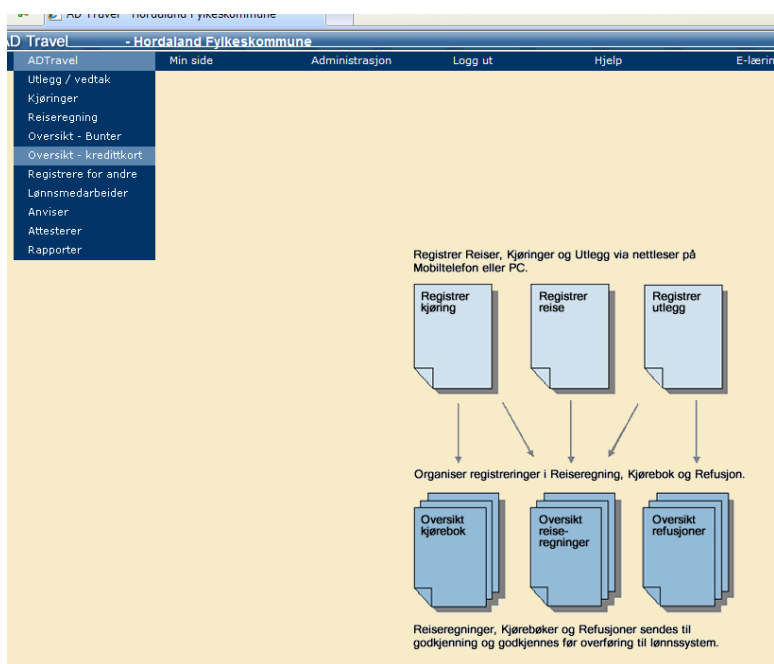 AD Travel - Hordaland Fylkeskommune
AD Travel - Hordaland Fylkeskommune
ADTravel Min side Administrasjon Logg ut Hjelp E-lærin
Utlegg / vedtak
Kjøringer
Reiseregning
Oversikt - Bunter
Oversikt - kredittkort
Registrere for andre
Lønnsmedarbeider
Anviser
Attesterer
Rapporter
Registrer Reiser, Kjøringer og Utlegg via nettleser på
Mobiltelefon eller PC.
Registrer
kjøring
Registrer
reise
Registrer
utlegg
Organiser registreringer i Reiseregning, Kjørebok og Refusjon.
Oversikt
kjørebok
Oversikt
reise-
regninger
Oversikt
refusjoner
Reiseregninger, Kjørebøker og Refusjoner sendes til
godkjenning og godkjennes før overføring til lønnssystem.